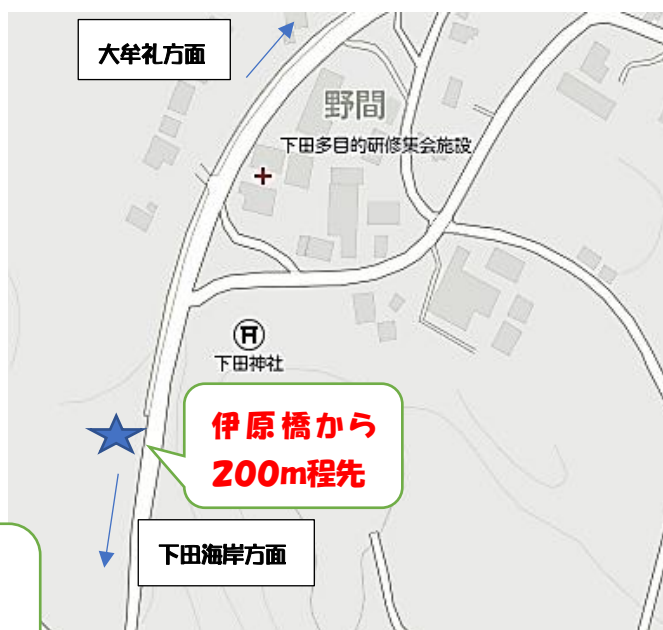 大牟礼方面
野間
下田多目的研修集会施設
下田神社
伊原橋から
200m程先
下田海岸方面